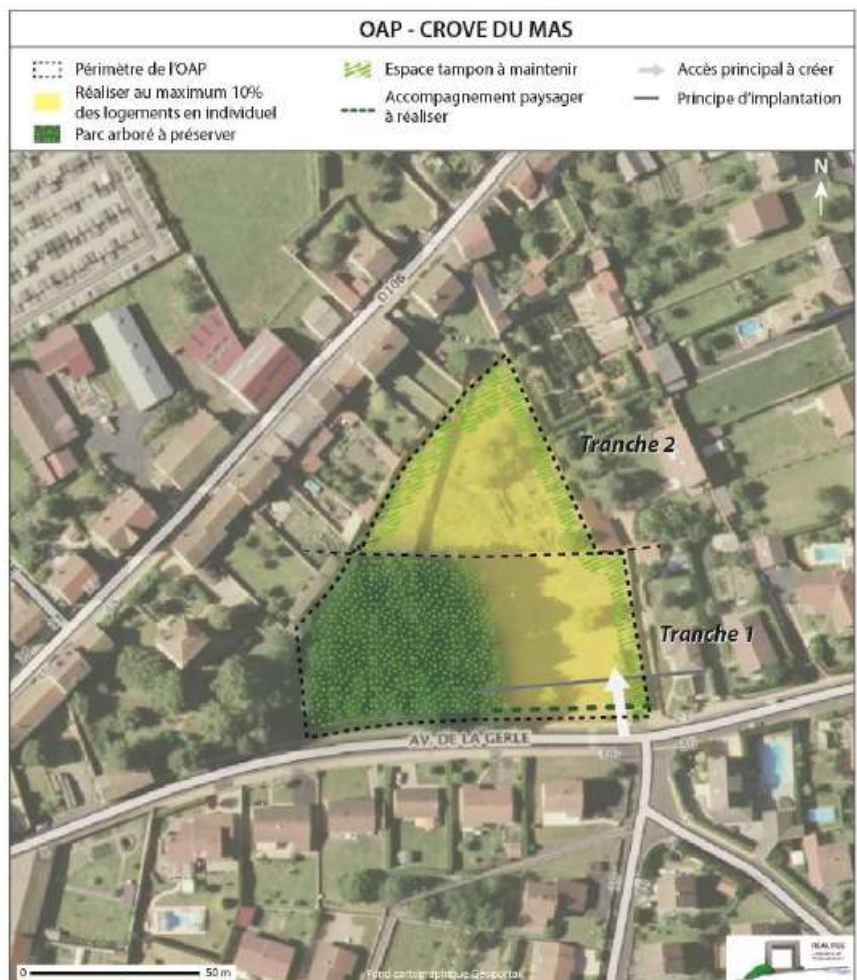 OAP - CROVE DU MAS
Périmètre de l'OAP
Réaliser au maximum 10%
des logements en individuel
Parc arboré à préserver
Espace tampon à maintenir
Accompagnement paysager
à réaliser
Accès principal à créer
Principe d'implantation
N
D106
Tranche 2
Tranche 1
AV. DE LA GERLE
0 50 m
Fond cartographique Géoportail
RÉALITÉS